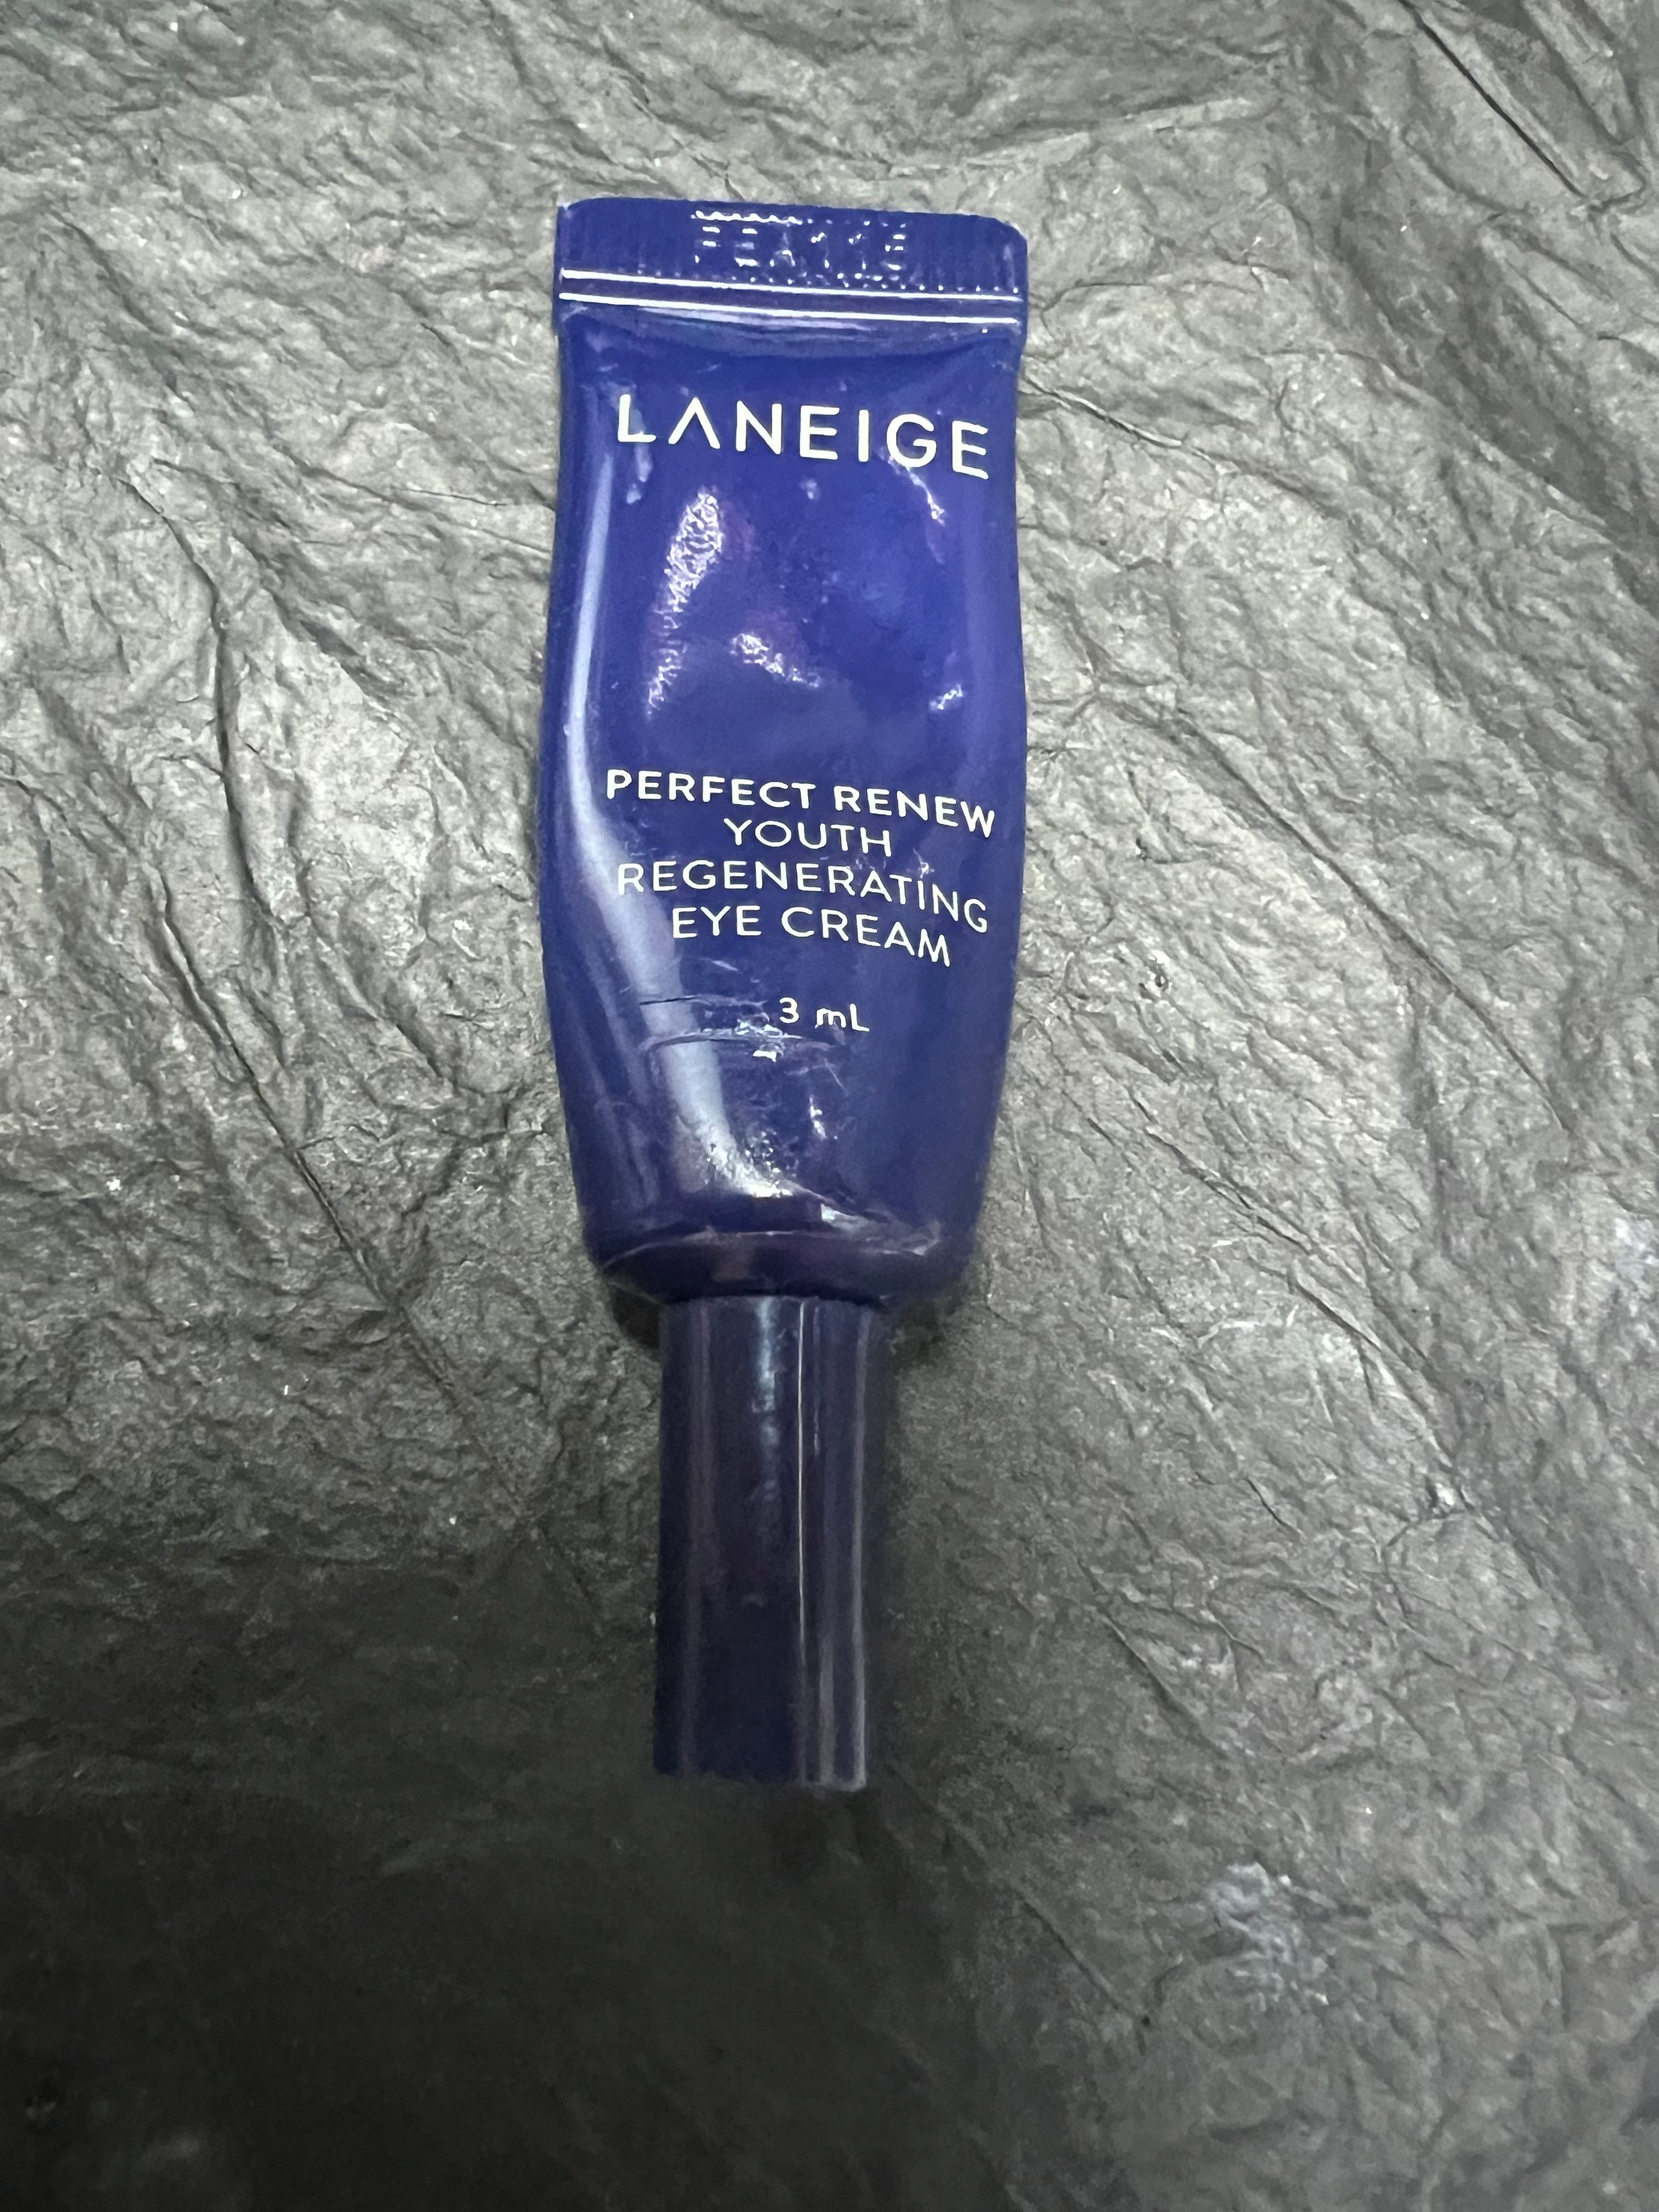 LANEIGE
PERFECT RENEW
YOUTH
REGENERATING
EYE CREAM
3 mL